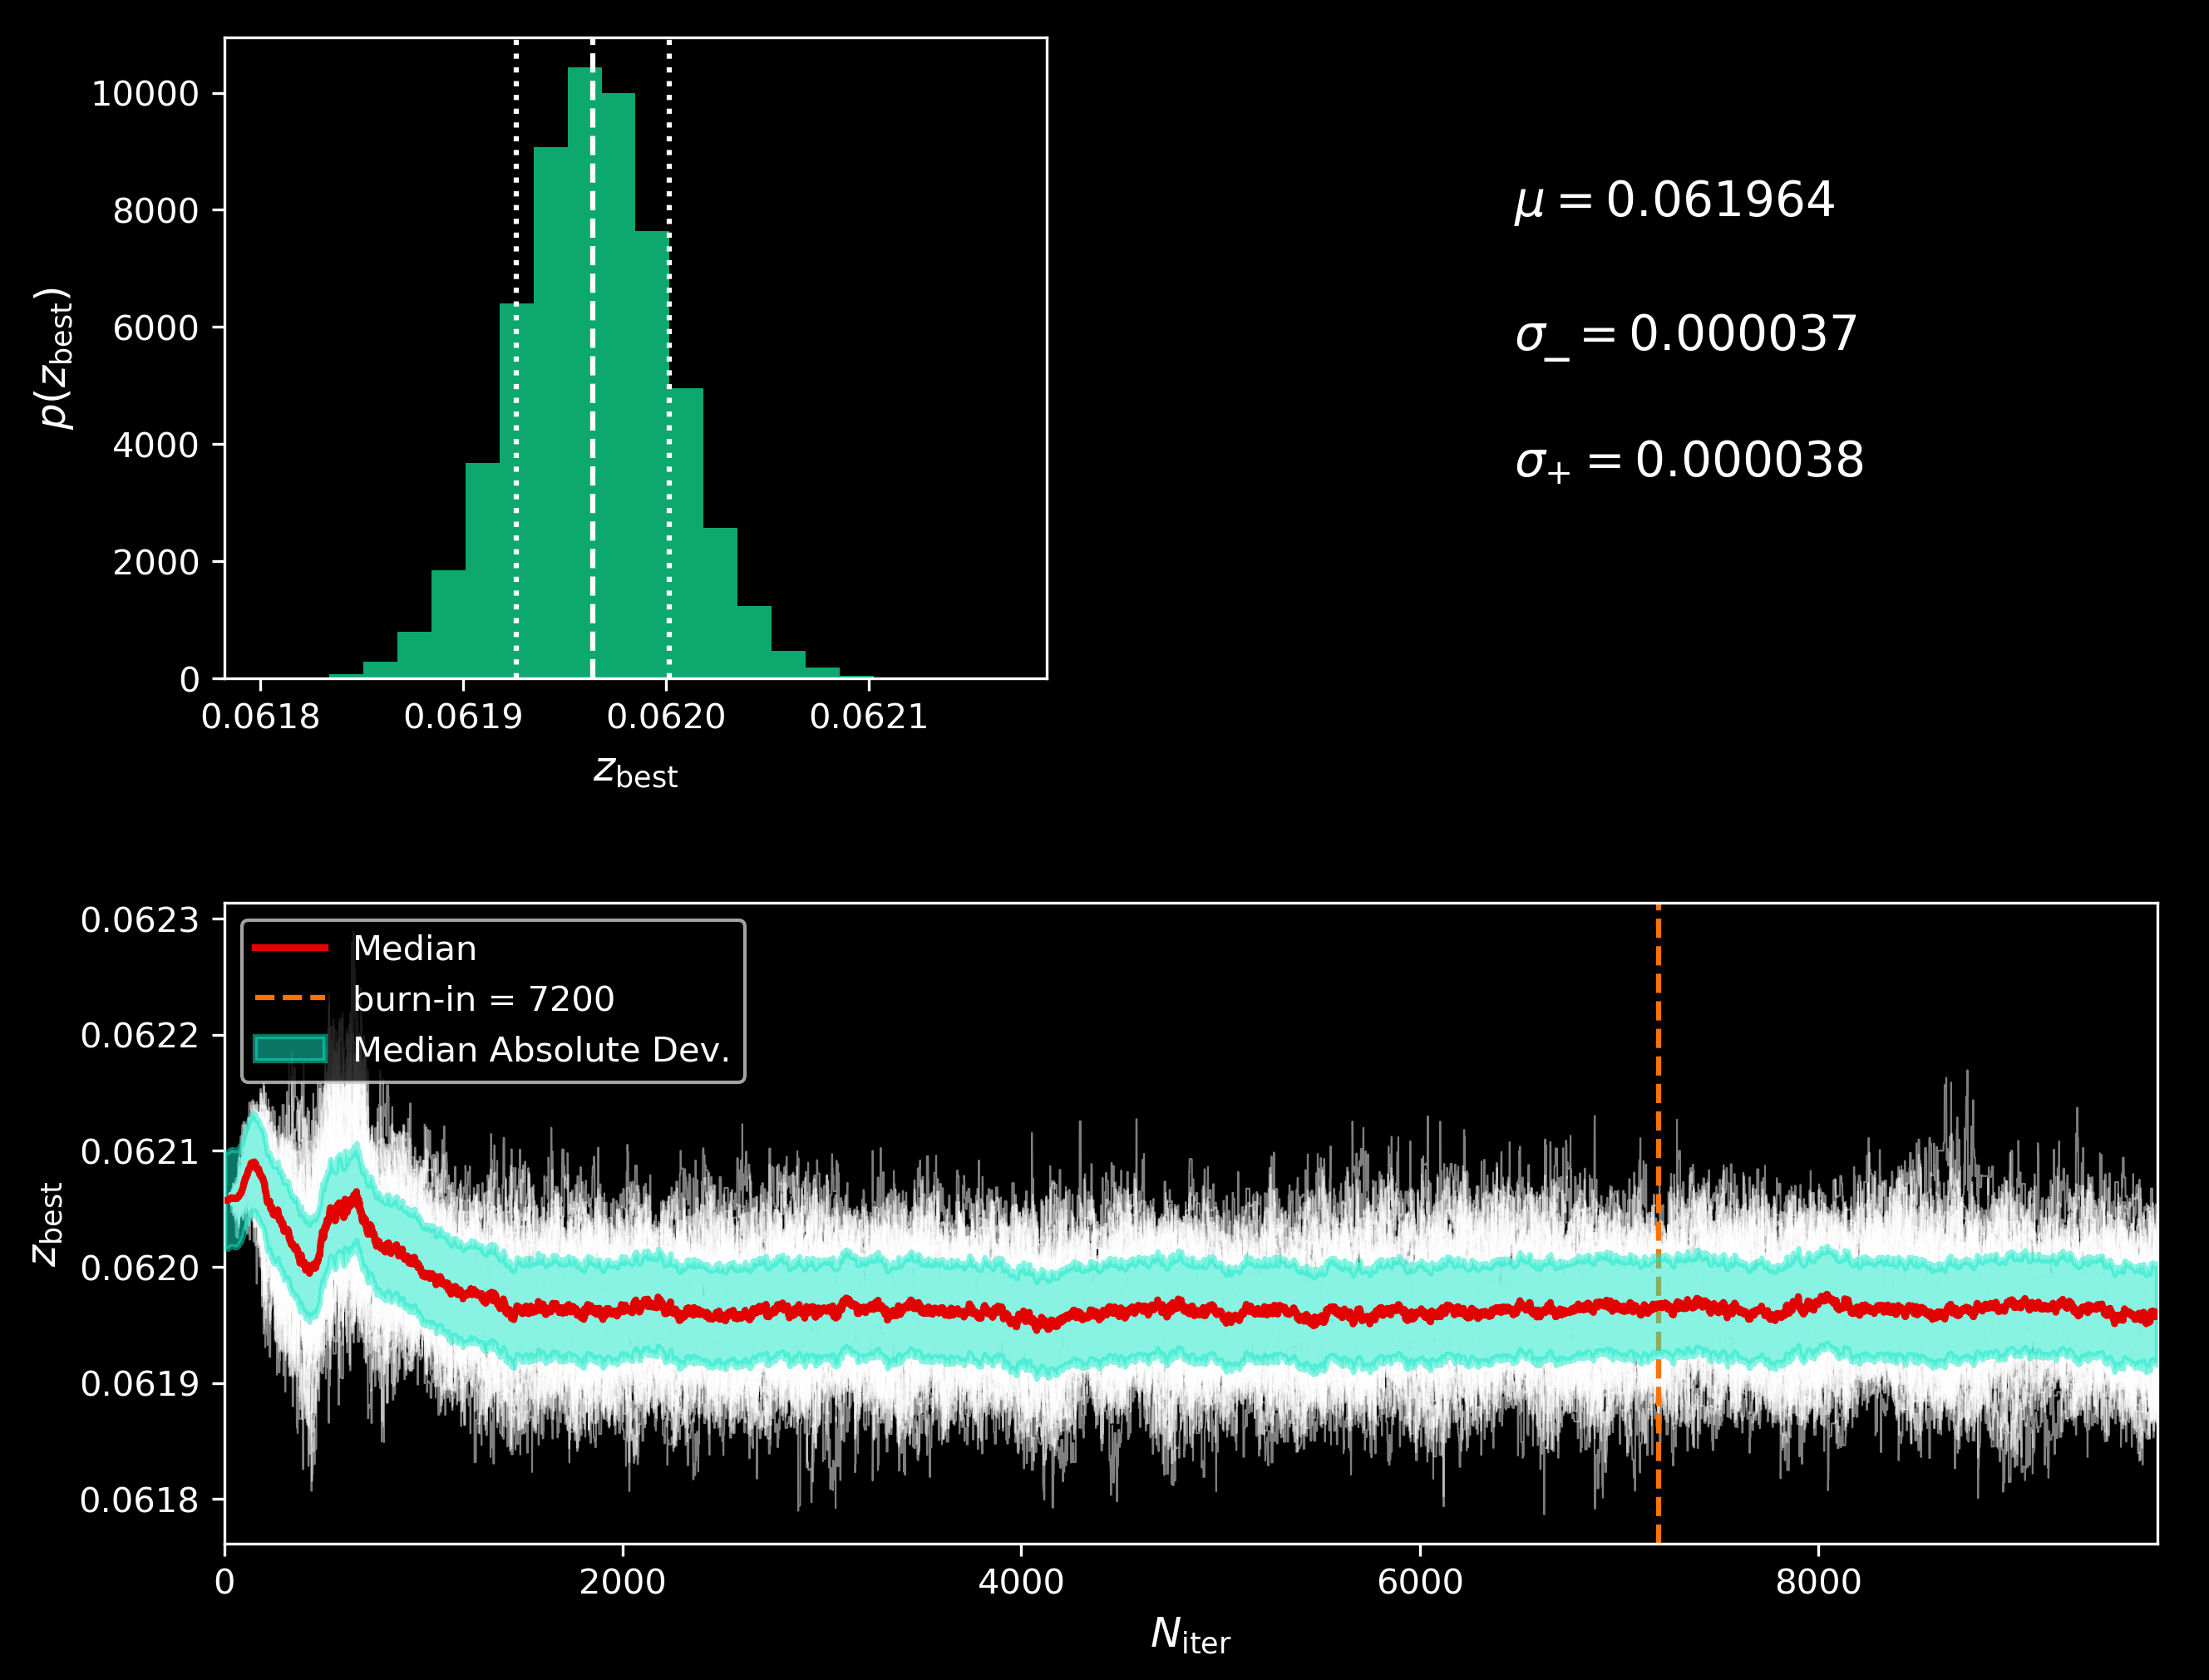 10000
8000
6000
4000
2000
0
p(z_best)
0.0618 0.0619 0.0620 0.0621
z_best
μ = 0.061964
σ_− = 0.000037
σ_+ = 0.000038
0.0623
0.0622
0.0621
0.0620
0.0619
0.0618
z_best
Median
burn-in = 7200
Median Absolute Dev.
0 2000 4000 6000 8000
N_iter